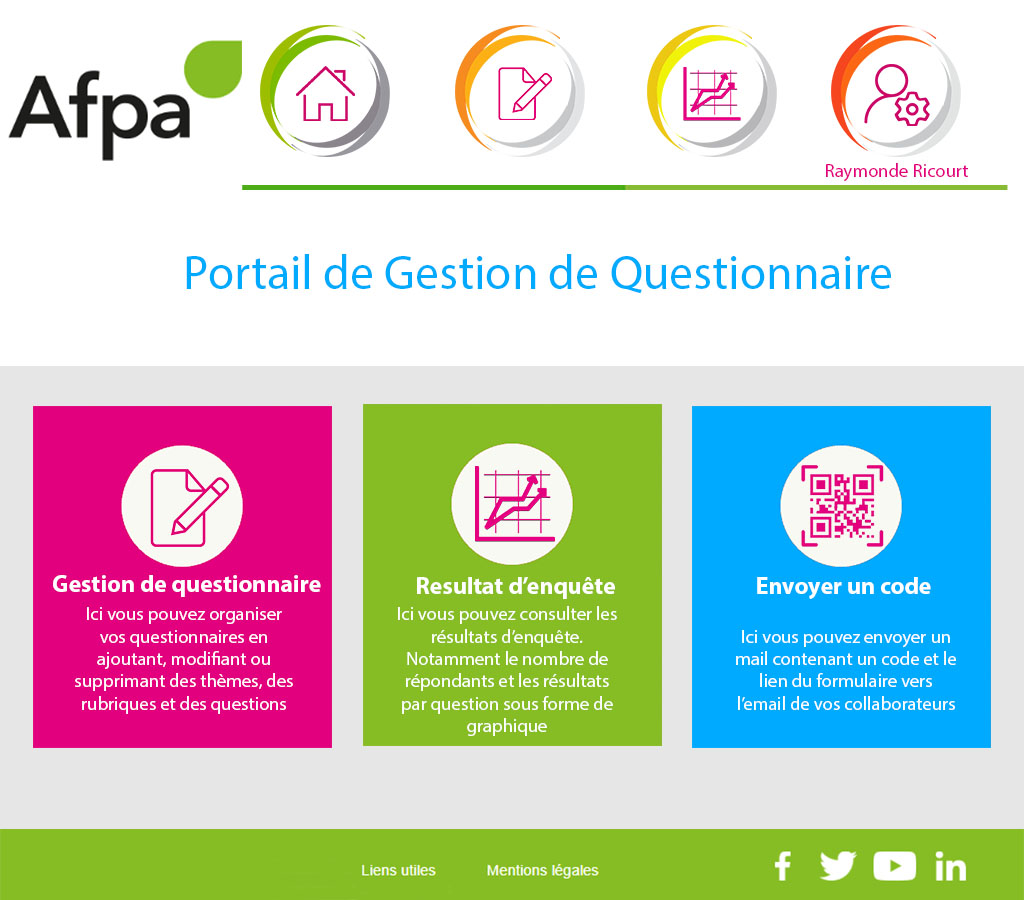 Afpa
Raymonde Ricourt
Portail de Gestion de Questionnaire
Gestion de questionnaire
Ici vous pouvez organiser
vos questionnaires en
ajoutant, modifiant ou
supprimant des thèmes, des
rubriques et des questions
Resultat d’enquête
Ici vous pouvez consulter les
résultats d’enquête.
Notamment le nombre de
répondants et les résultats
par question sous forme de
graphique
Envoyer un code
Ici vous pouvez envoyer un
mail contenant un code et le
lien du formulaire vers
l’email de vos collaborateurs
Liens utiles
Mentions légales